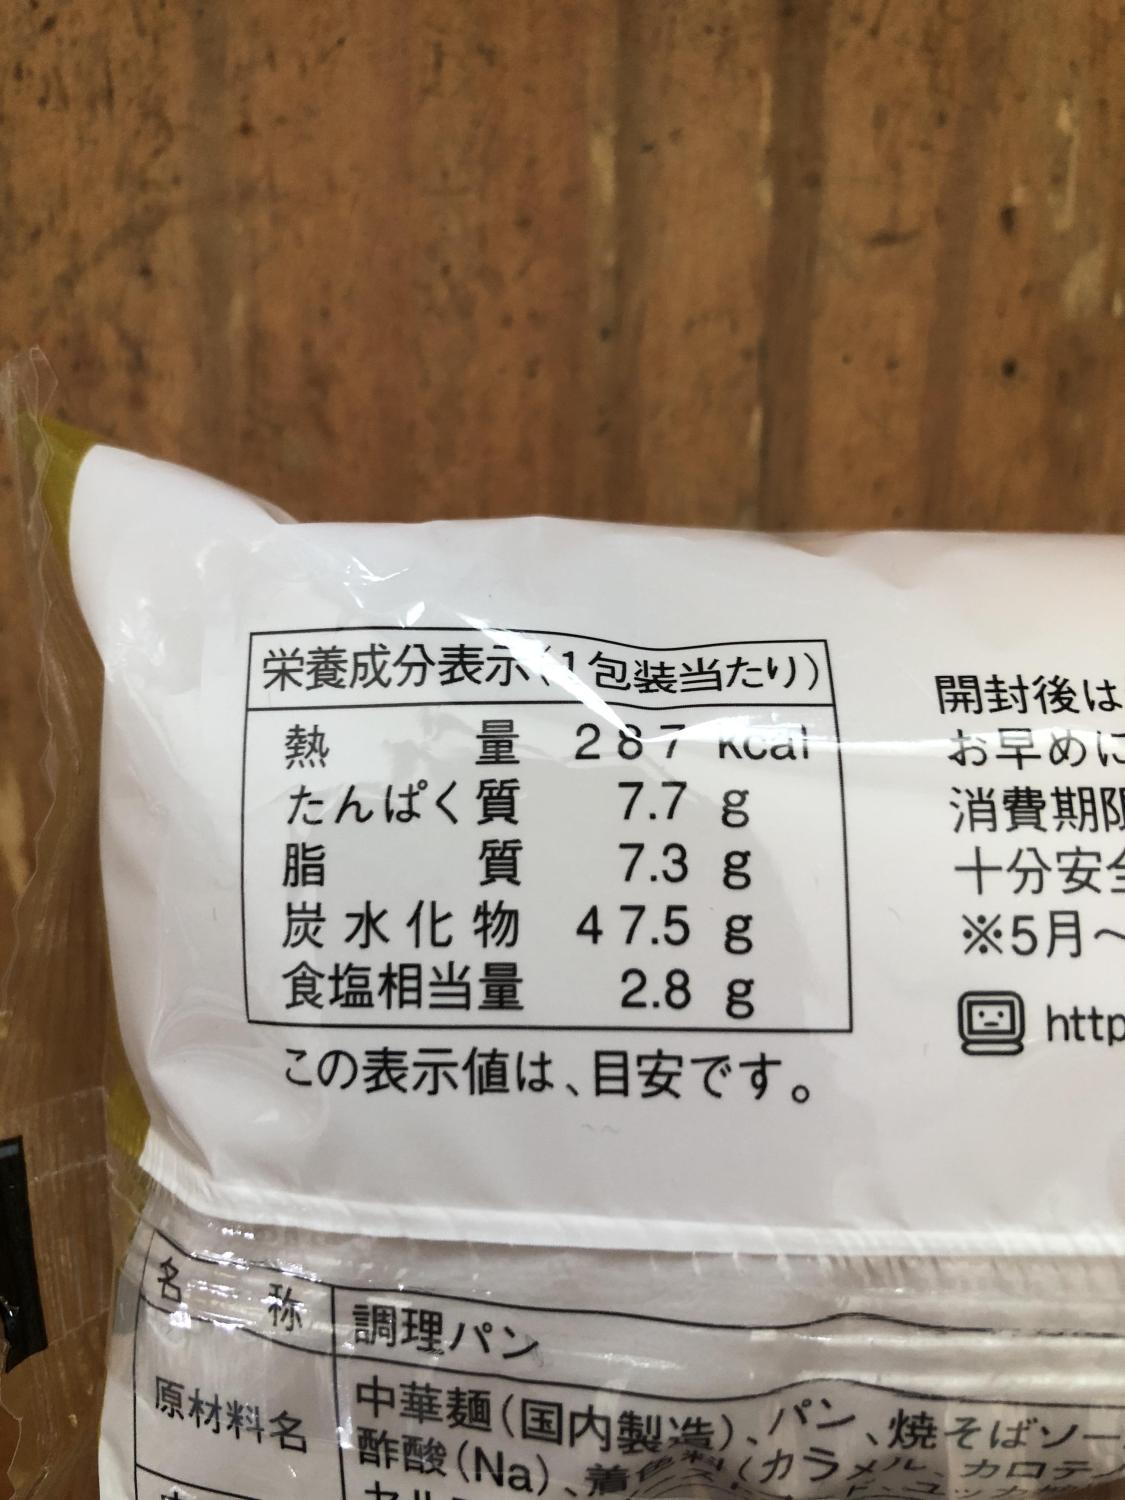 栄養成分表示(1包装当たり)
熱量 287 kcal
たんぱく質 7.7 g
脂質 7.3 g
炭水化物 47.5 g
食塩相当量 2.8 g
この表示値は、目安です。
開封後は
お早めに
消費期限
十分安全
※5月～
http
名称 調理パン
原材料名 中華麺(国内製造)、パン、焼そばソー
酢酸(Na)、着色料(カラメル、カロテ